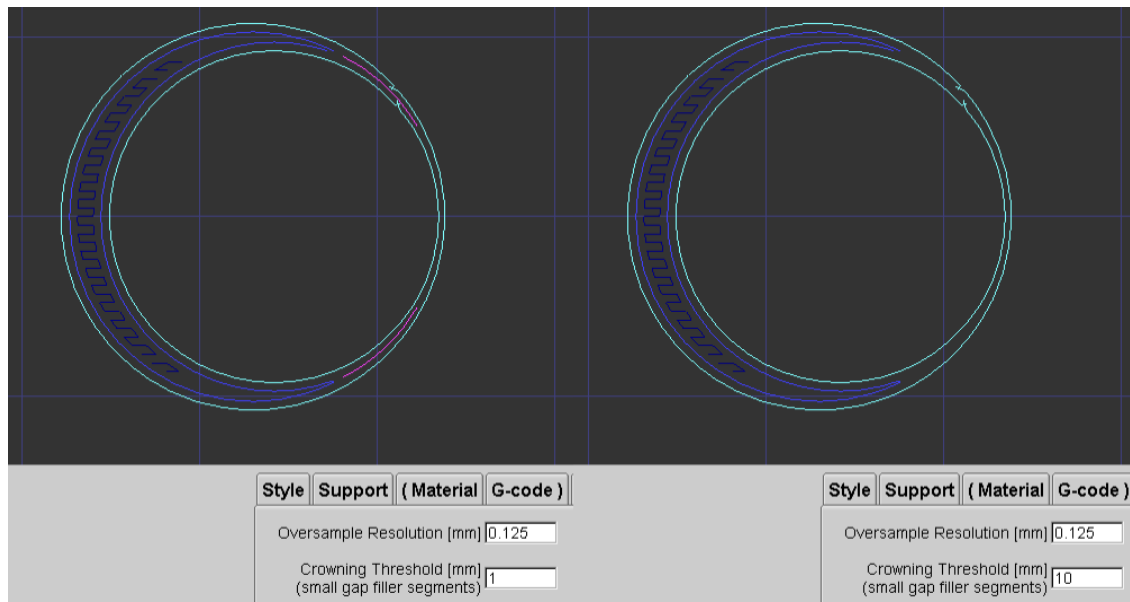 Style Support ( Material G-code )
Oversample Resolution [mm] 0.125
Crowning Threshold [mm]
(small gap filler segments) 1
Style Support ( Material G-code )
Oversample Resolution [mm] 0.125
Crowning Threshold [mm]
(small gap filler segments) 10